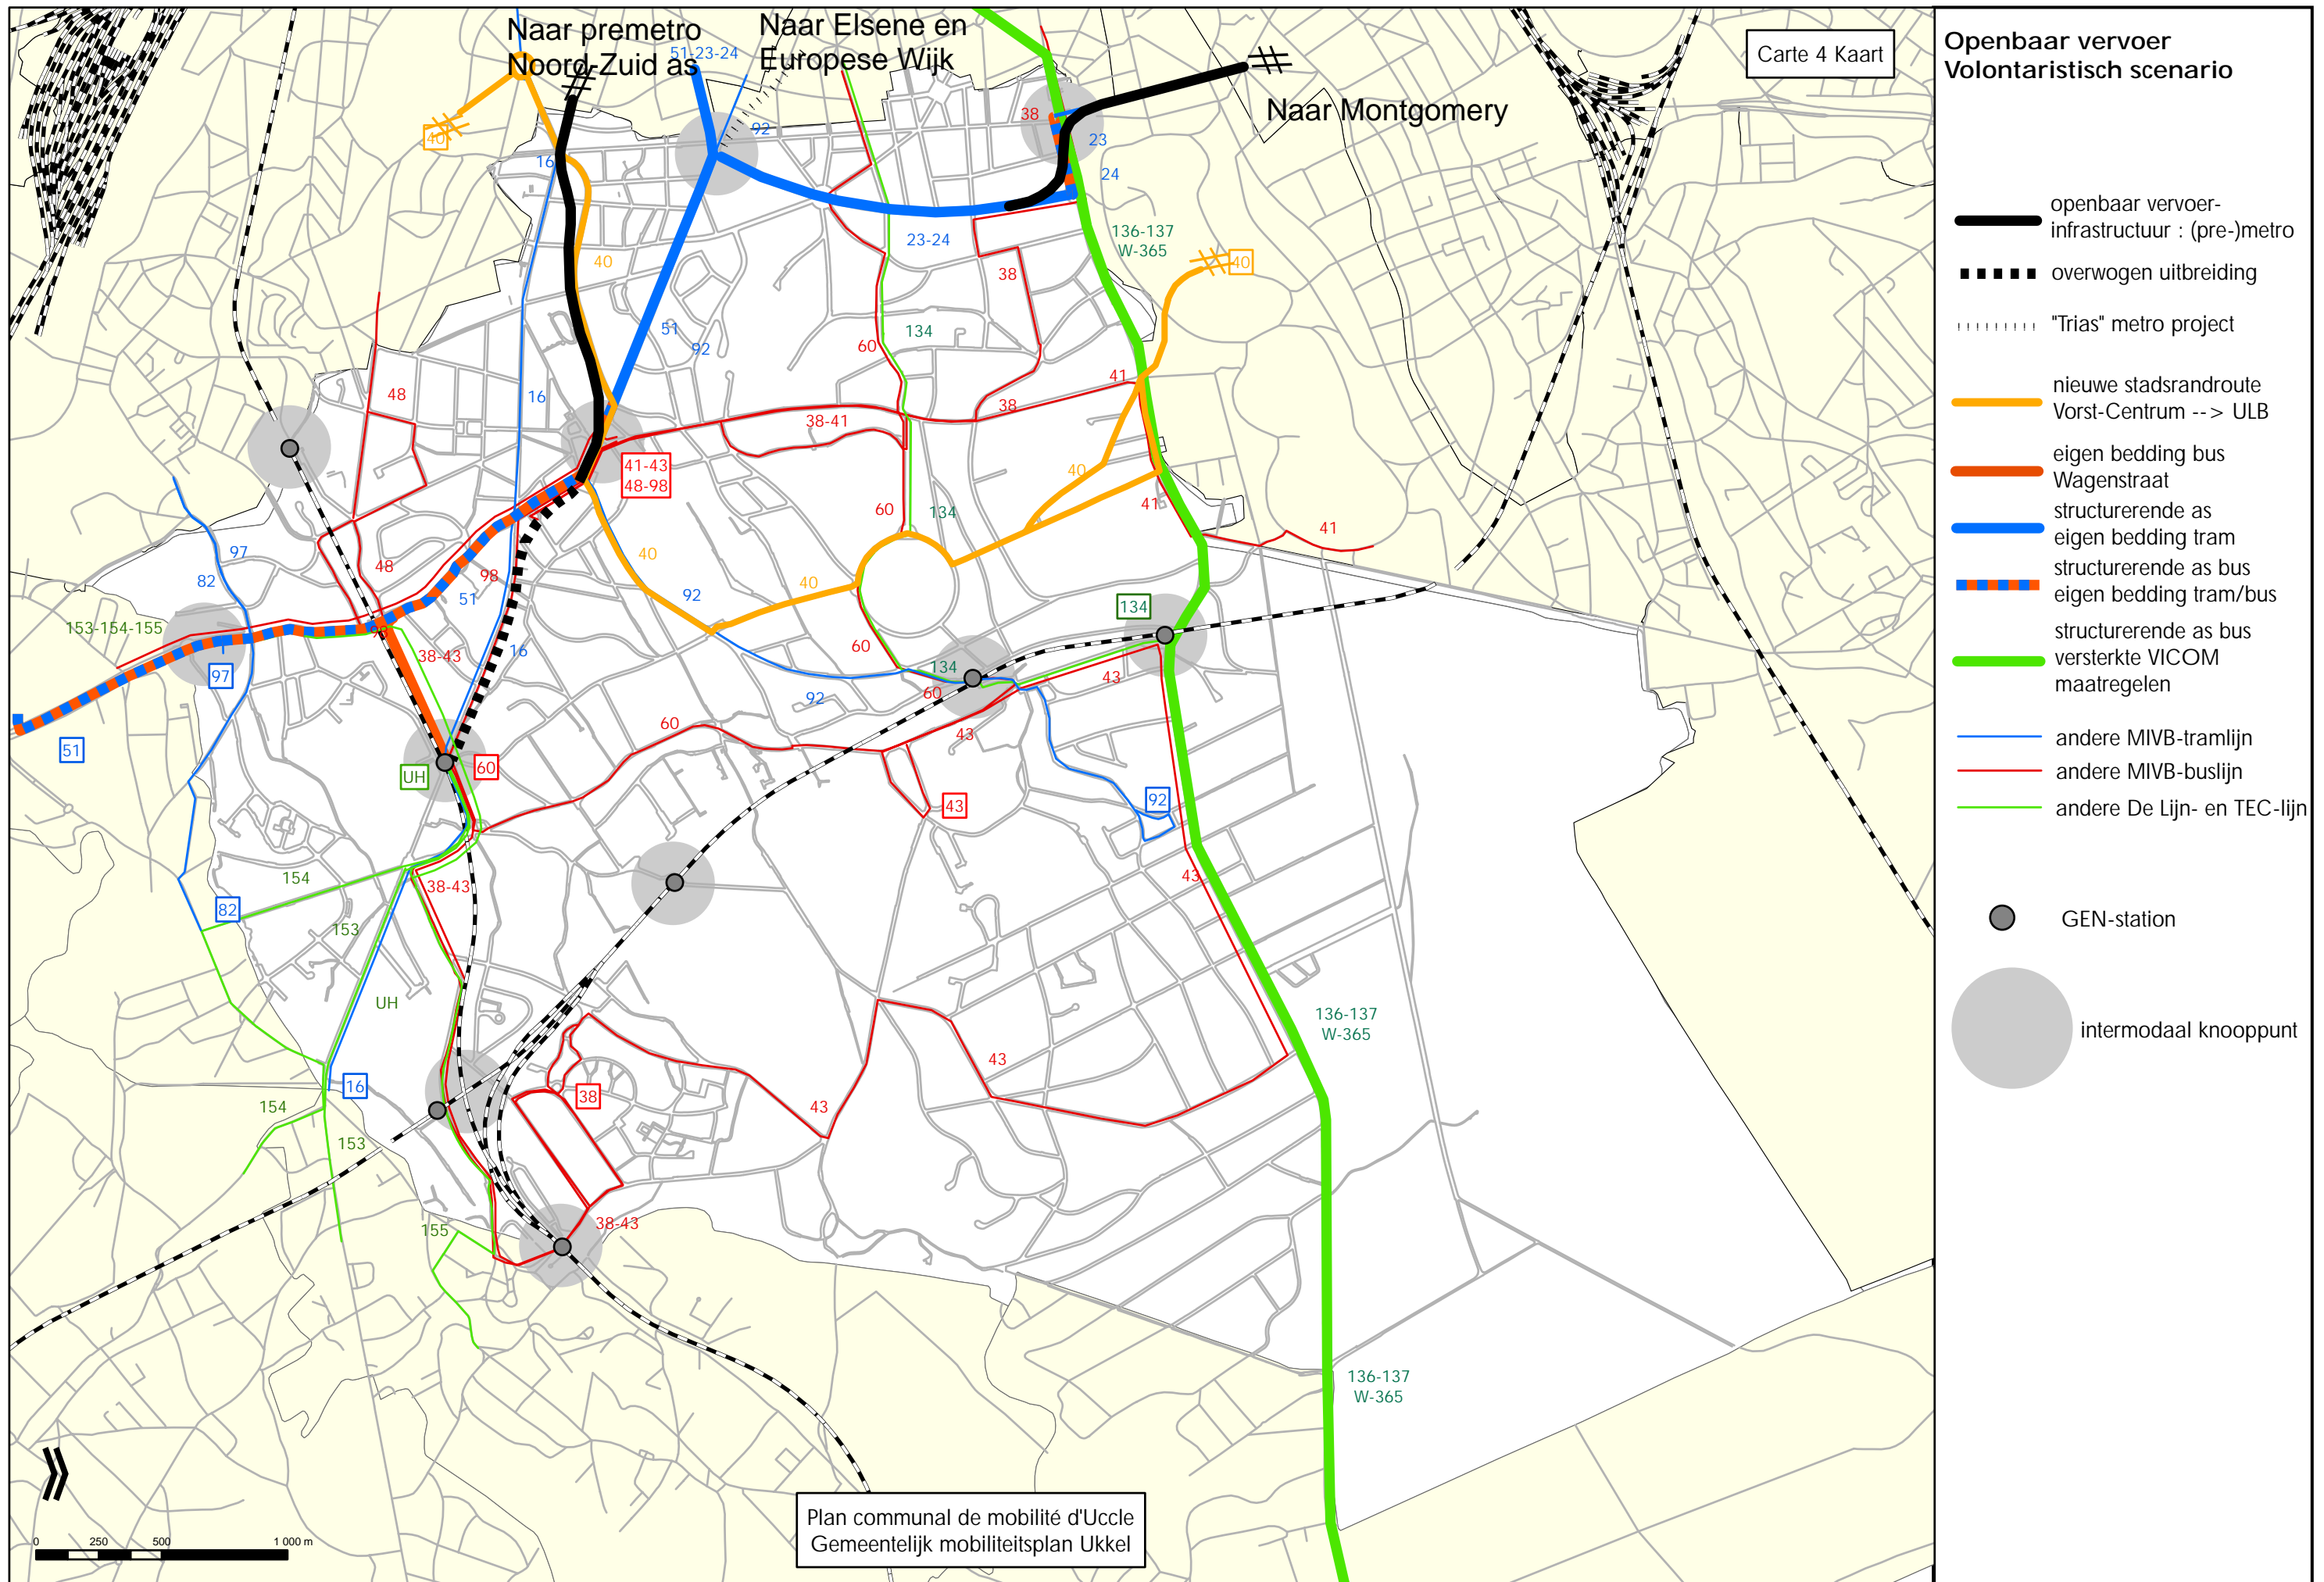 Naar premetro
Noord-Zuid as
51-23-24
Naar Elsene en
Europese Wijk
Naar Montgomery
Carte 4 Kaart
40
16
92
38
23
24
136-137
W-365
40
40
23-24
38
51
92
134
60
48
16
38-41
41
38
41-43
48-98
40
41
41
60
134
97
82
48
98
51
40
92
40
134
153-154-155
98
38-43
16
97
60
134
60
92
43
51
UH
60
60
43
43
92
154
38-43
43
82
153
UH
136-137
W-365
43
16
38
43
154
153
155
38-43
136-137
W-365
0 250 500 1 000 m
Plan communal de mobilité d'Uccle
Gemeentelijk mobiliteitsplan Ukkel
Openbaar vervoer
Volontaristisch scenario
openbaar vervoer-
infrastructuur : (pre-)metro
overwogen uitbreiding
"Trias" metro project
nieuwe stadsrandroute
Vorst-Centrum --> ULB
eigen bedding bus
Wagenstraat
structurerende as
eigen bedding tram
structurerende as bus
eigen bedding tram/bus
structurerende as bus
versterkte VICOM
maatregelen
andere MIVB-tramlijn
andere MIVB-buslijn
andere De Lijn- en TEC-lijn
GEN-station
intermodaal knooppunt